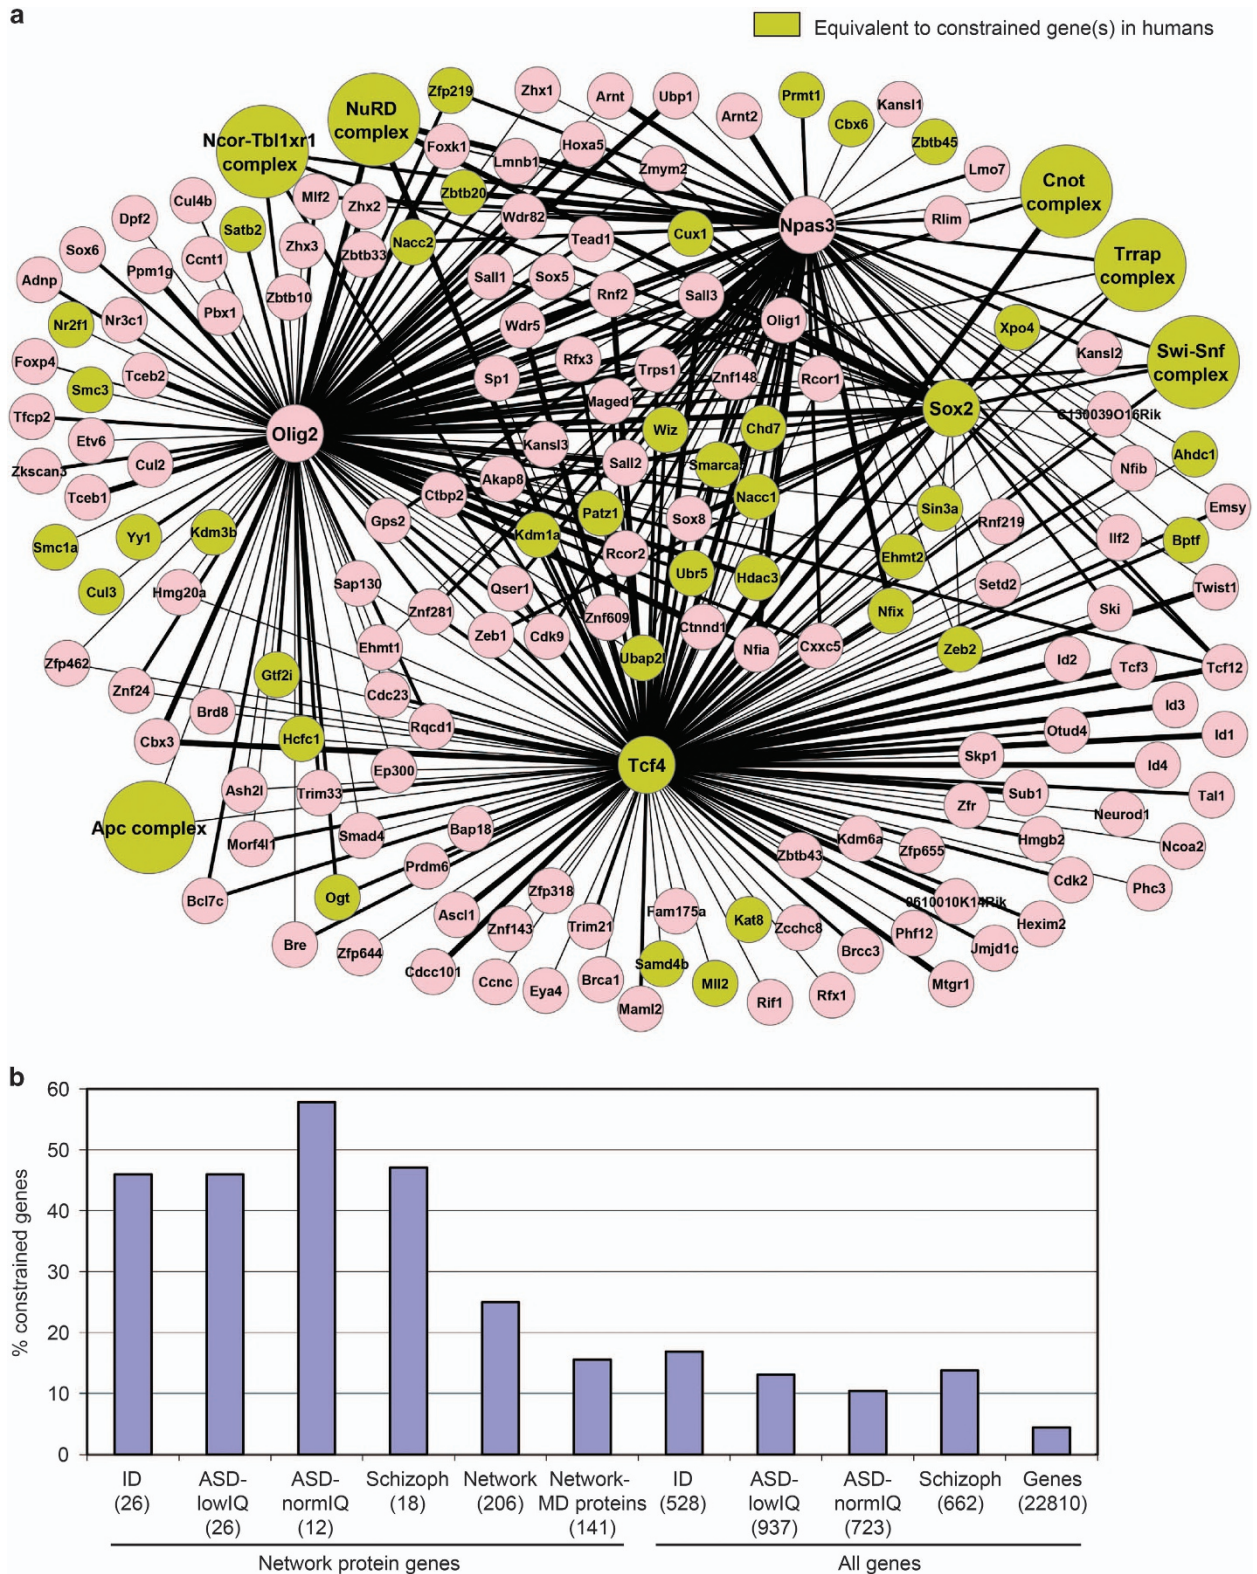 a
Equivalent to constrained gene(s) in humans
Zfp219
Zhx1
Arnt
Ubp1
Arnt2
Prmt1
Cbx6
Kansl1
Zbtb45
Lmo7
NuRD
complex
Ncor-Tbl1xr1
complex
Foxk1
Lmnb1
Hoxa5
Zmym2
Cnot
complex
Cul4b
Mlf2
Zhx2
Zbtb20
Wdr82
Cux1
Npas3
Rlim
Dpf2
Satb2
Zhx3
Zbtb33
Nacc2
Tead1
Trrap
complex
Sox6
Ppm1g
Ccnt1
Sall1
Sox5
Rnf2
Sall3
Adnp
Pbx1
Zbtb10
Nr2f1
Nr3c1
Wdr5
Olig1
Xpo4
Foxp4
Tceb2
Sp1
Rfx3
Trps1
Znf148
Rcor1
Kansl2
Swi-Snf
complex
Smc3
Maged1
Sox2
Tfcp2
Etv6
Olig2
Wiz
Chd7
C130039O16Rik
Zkscan3
Cul2
Kansl3
Sall2
Smarca
Nfib
Ahdc1
Tceb1
Ctbp2
Akap8
Nacc1
Sin3a
Emsy
Gps2
Patz1
Sox8
Rnf219
Smc1a
Yy1
Kdm3b
Kdm1a
Rcor2
Ehmt2
Ilf2
Bptf
Cul3
Hmg20a
Sap130
Qser1
Ubr5
Hdac3
Setd2
Twist1
Znf281
Znf609
Nfix
Ski
Zeb1
Cdk9
Ctnnd1
Nfia
Cxxc5
Zeb2
Zfp462
Ehmt1
Ubap2l
Id2
Tcf3
Tcf12
Znf24
Gtf2i
Cdc23
Id3
Brd8
Rqcd1
Otud4
Id1
Cbx3
Hcfc1
Tcf4
Skp1
Id4
Ep300
Ash2l
Trim33
Zfr
Sub1
Tal1
Neurod1
Apc complex
Morf4l1
Smad4
Bap18
Kdm6a
Zfp655
Hmgb2
Ncoa2
Prdm6
Zbtb43
Cdk2
Phc3
Bcl7c
Ogt
Zfp318
9610010K14Rik
Ascl1
Fam175a
Kat8
Hexim2
Bre
Zfp644
Znf143
Trim21
Zcchc8
Brcc3
Phf12
Jmjd1c
Cdcc101
Ccnc
Eya4
Brca1
Samd4b
Mll2
Mtgr1
Maml2
Rif1
Rfx1
b
% constrained genes
60
50
40
30
20
10
0
ID
(26)
ASD-
lowIQ
(26)
ASD-
normIQ
(12)
Schizoph
(18)
Network
(206)
Network-
MD proteins
(141)
ID
(528)
ASD-
lowIQ
(937)
ASD-
normIQ
(723)
Schizoph
(662)
Genes
(22810)
Network protein genes
All genes